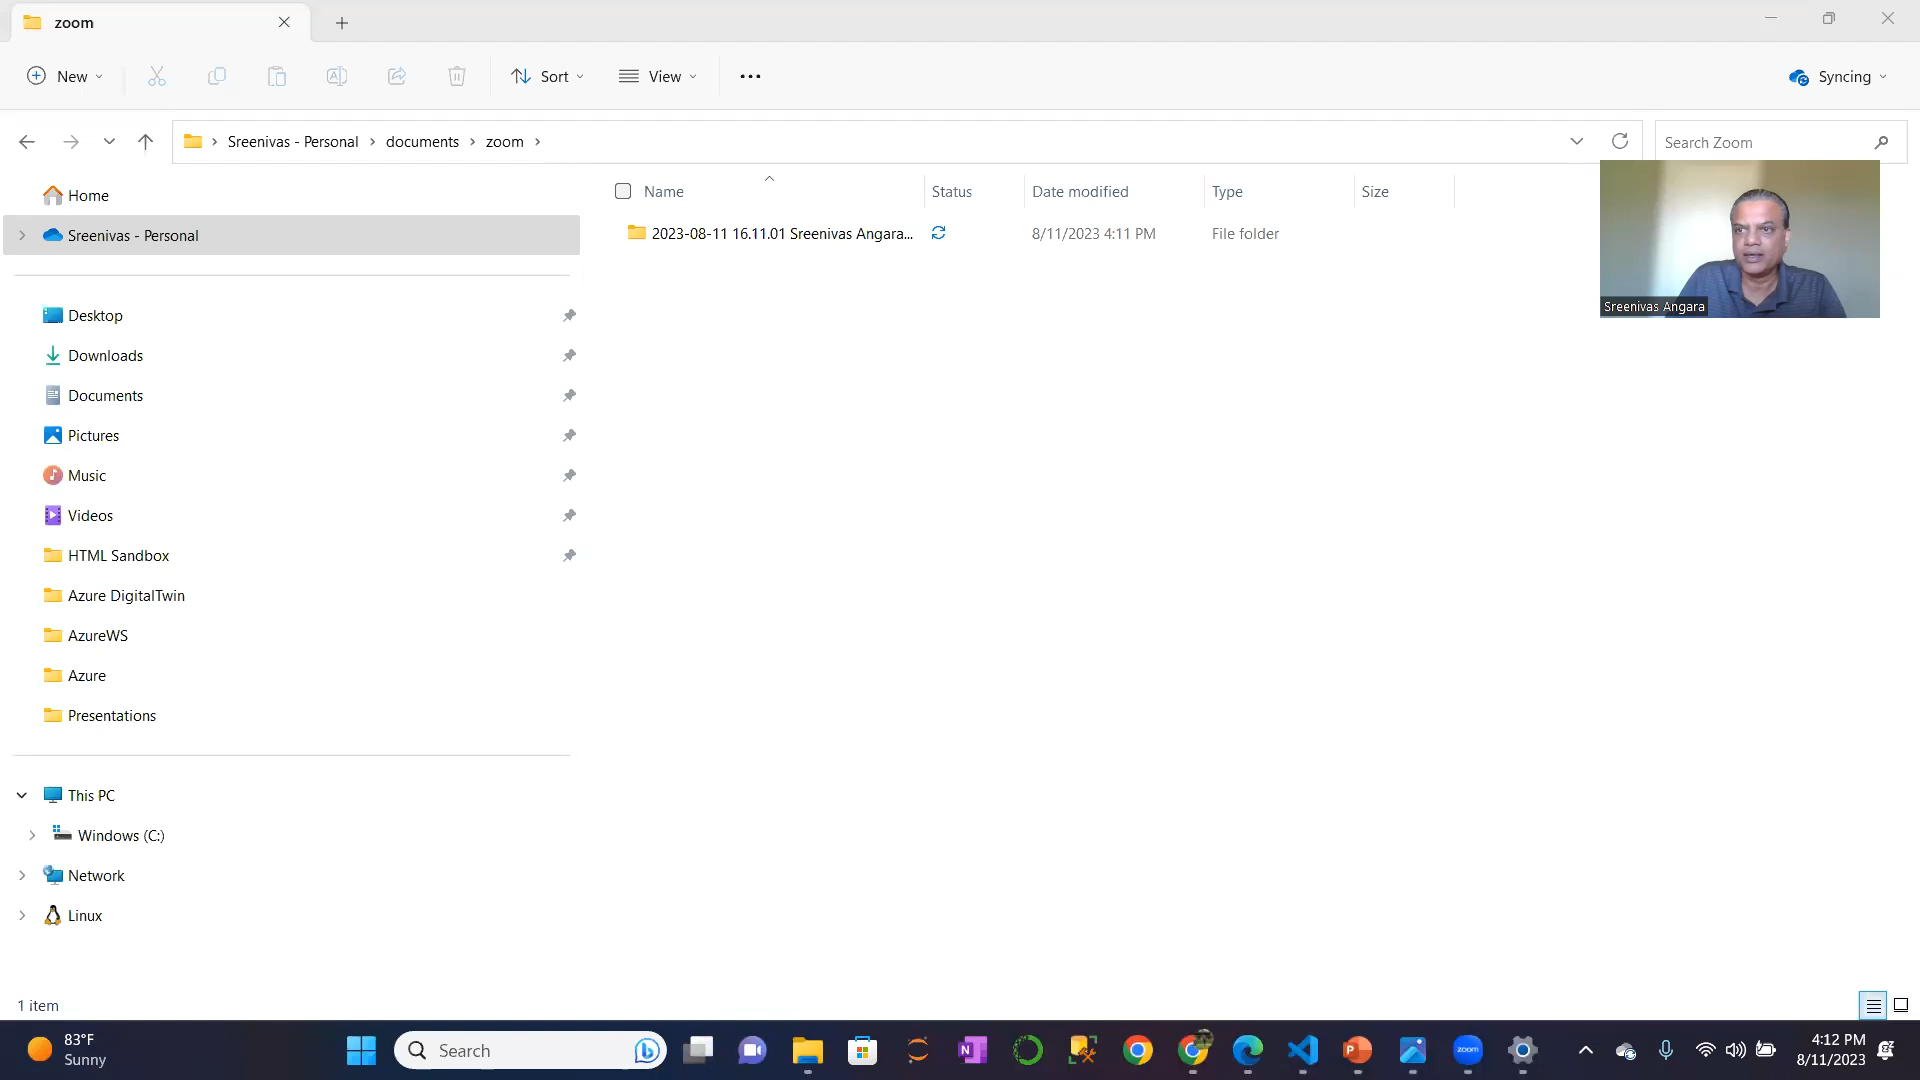 zoom
New
Sort
View
Syncing
Sreenivas - Personal
documents
zoom
Search Zoom
Home
Sreenivas - Personal
Desktop
Downloads
Documents
Pictures
Music
Videos
HTML Sandbox
Azure DigitalTwin
AzureWS
Azure
Presentations
This PC
Windows (C:)
Network
Linux
Name Status Date modified Type Size
2023-08-11 16.11.01 Sreenivas Angara... 8/11/2023 4:11 PM File folder
Sreenivas Angara
1 item
83°F
Sunny
Search
zoom
4:12 PM
8/11/2023